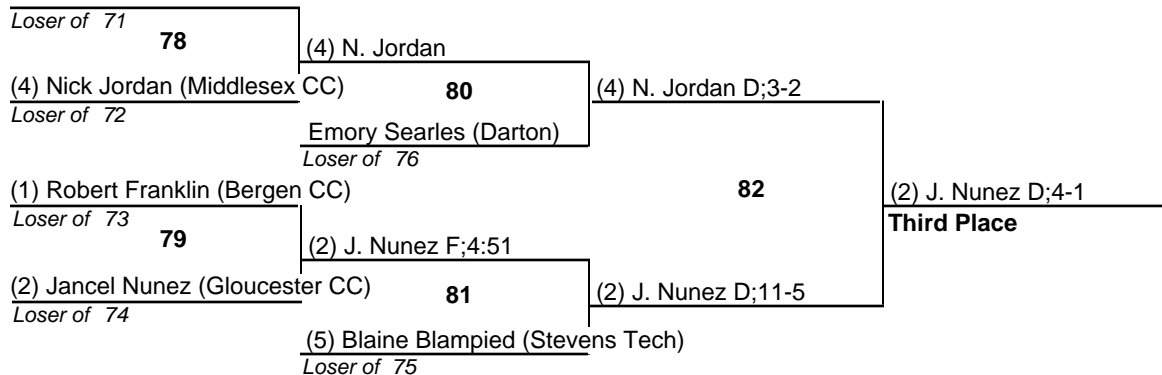 Loser of 71
78
(4) N. Jordan
(4) Nick Jordan (Middlesex CC)
80
(4) N. Jordan D;3-2
Loser of 72
Emory Searles (Darton)
Loser of 76
(1) Robert Franklin (Bergen CC)
82
(2) J. Nunez D;4-1
Loser of 73
Third Place
79
(2) J. Nunez F;4:51
(2) Jancel Nunez (Gloucester CC)
81
(2) J. Nunez D;11-5
Loser of 74
(5) Blaine Blampied (Stevens Tech)
Loser of 75